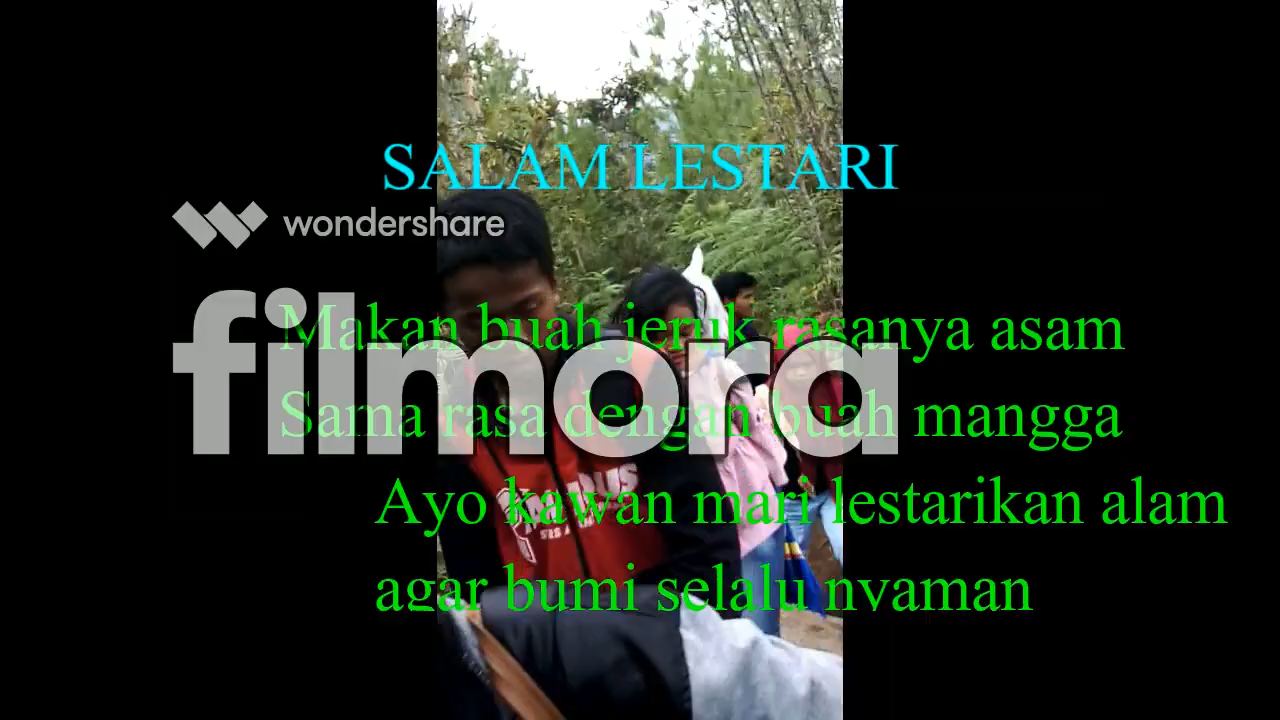 SALAM LESTARI
wondershare
filmora
Makan buah jeruk rasanya asam
Sama rasa dengan buah mangga
Ayo kawan mari lestarikan alam
agar bumi selalu nyaman